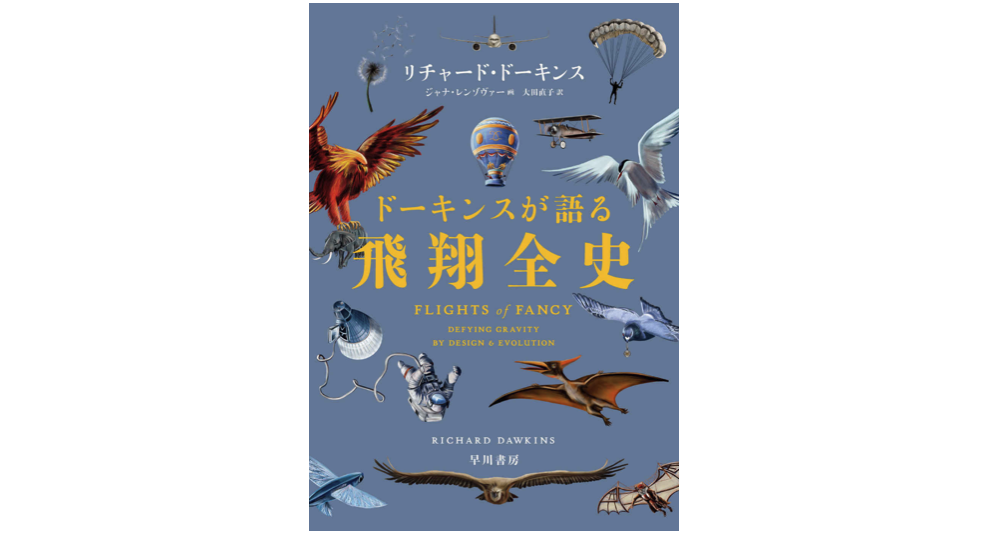 リチャード・ドーキンス
ジャナ・レンゾヴァー 画 大田直子 訳
ドーキンスが語る
飛翔全史
FLIGHTS of FANCY
DEFYING GRAVITY
BY DESIGN & EVOLUTION
RICHARD DAWKINS
早川書房